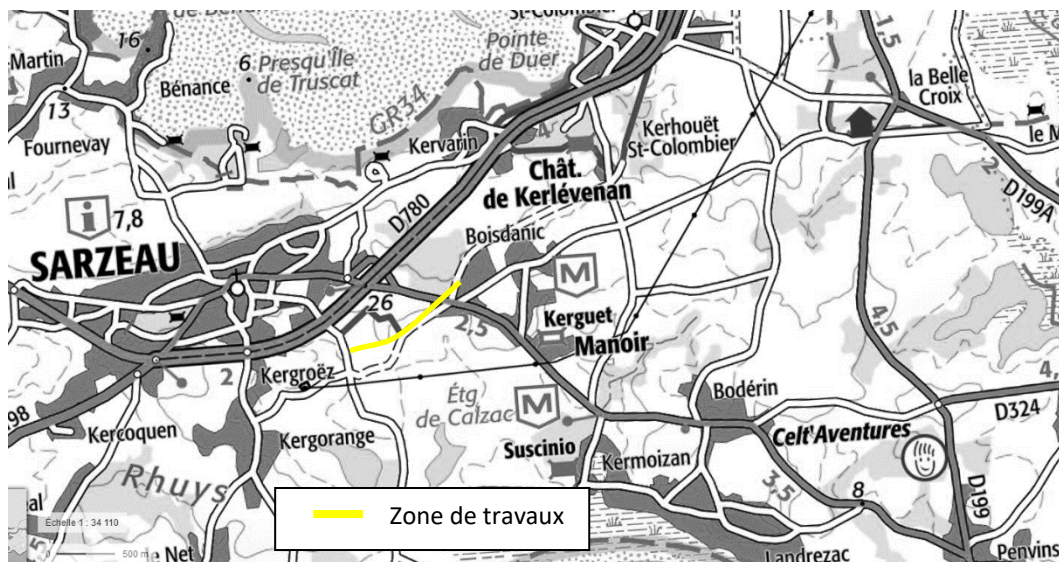 St-Colombier
16
Martin
6 Presqu'Île
de Truscat
Pointe
de Duer
1,5
Bénance
la Belle
Croix
13
GR34
Fournevay
Kervarin
4
Kerhouët
St-Colombier
le
Chât.
de Kerlévenan
2
D199A
7,8
D780
Boisdanic
SARZEAU
M
26
2,5
Kerguet
Manoir
4,5
2
Kergroëz
Étg
de Calzac
M
Bodérin
4,
D324
98
Kercoquen
Kergorange
Suscinio
Celt'Aventures
Rhuys
Kermoizan
3,5
8
D199
Échelle 1 : 34 110
500 m
Zone de travaux
le Net
Landrezac
Penvins